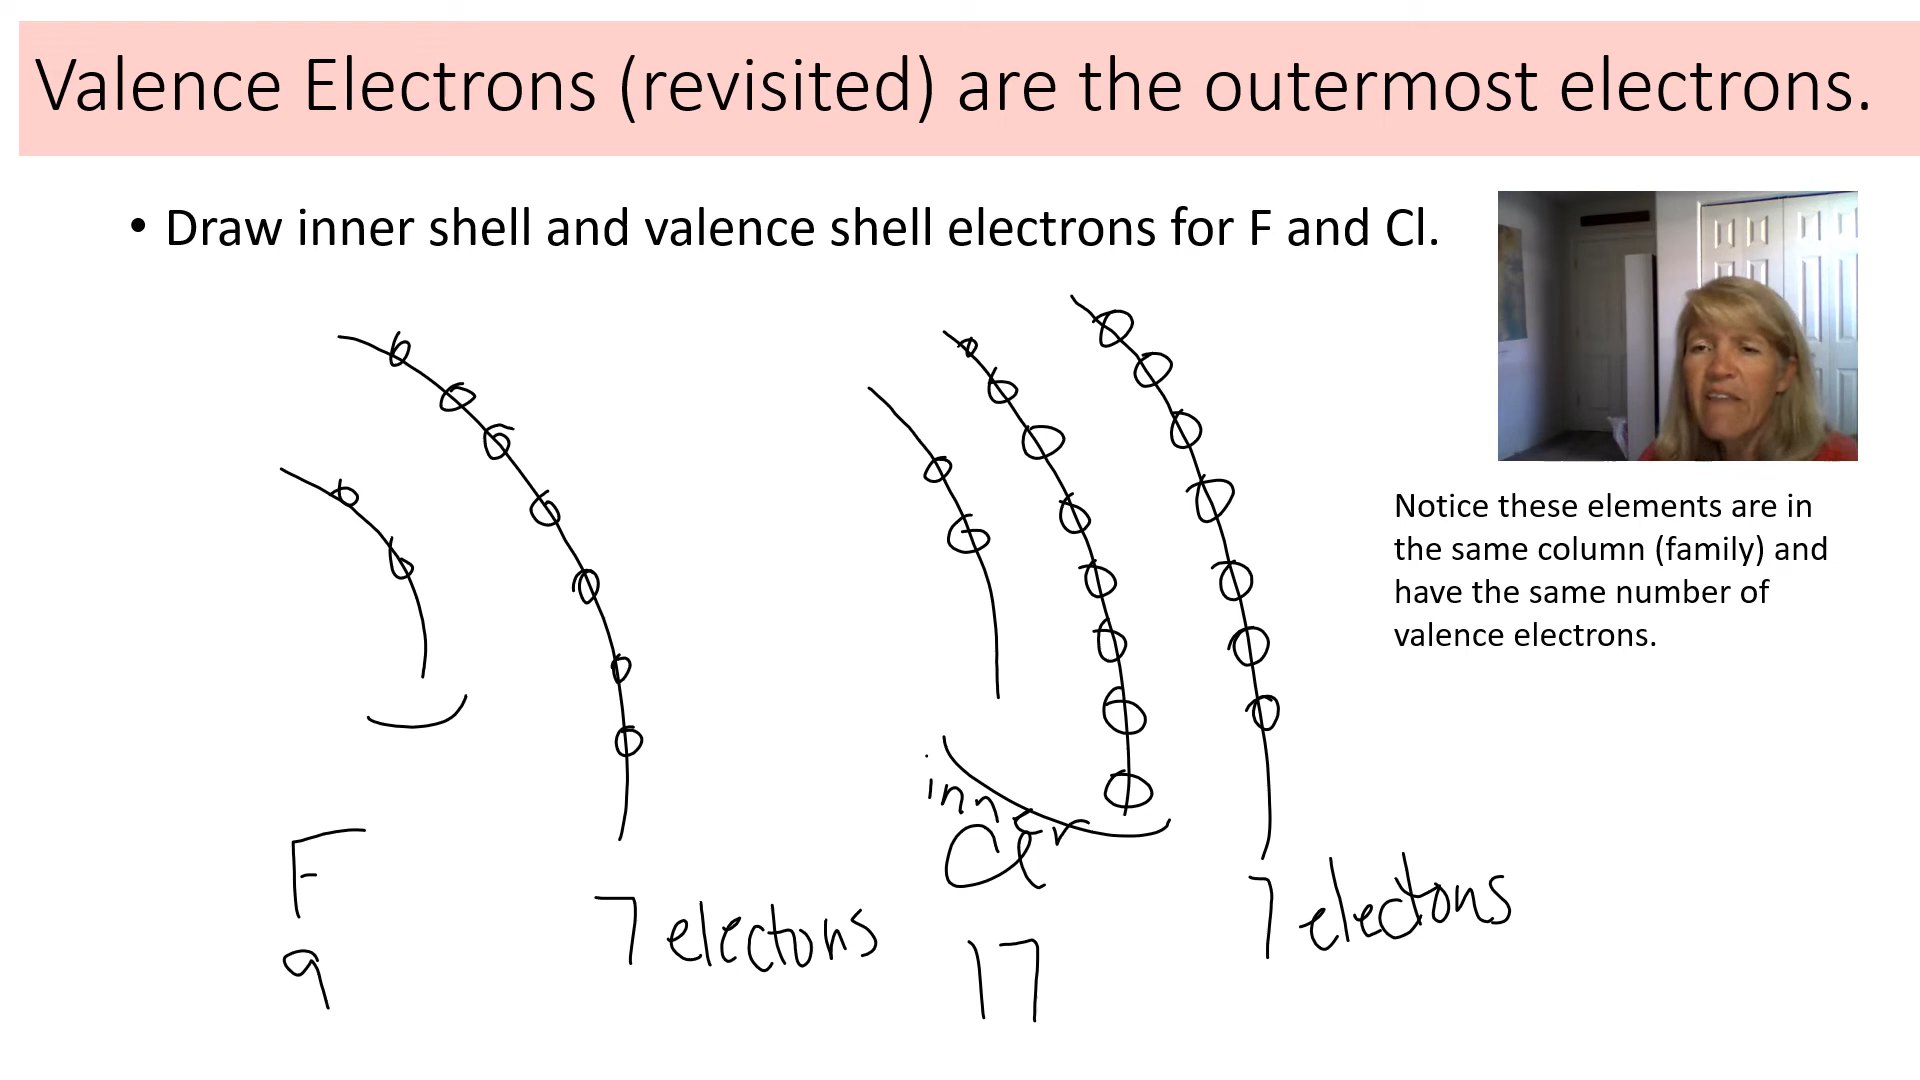 Valence Electrons (revisited) are the outermost electrons.
• Draw inner shell and valence shell electrons for F and Cl.
Notice these elements are in
the same column (family) and
have the same number of
valence electrons.
inner
F
Cl
7 electons
7 electons
9
17